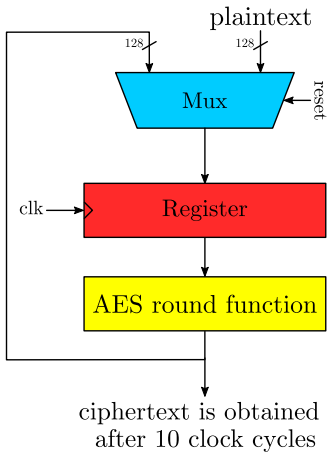 plaintext
128
128
Mux
reset
clk
Register
AES round function
ciphertext is obtained
after 10 clock cycles